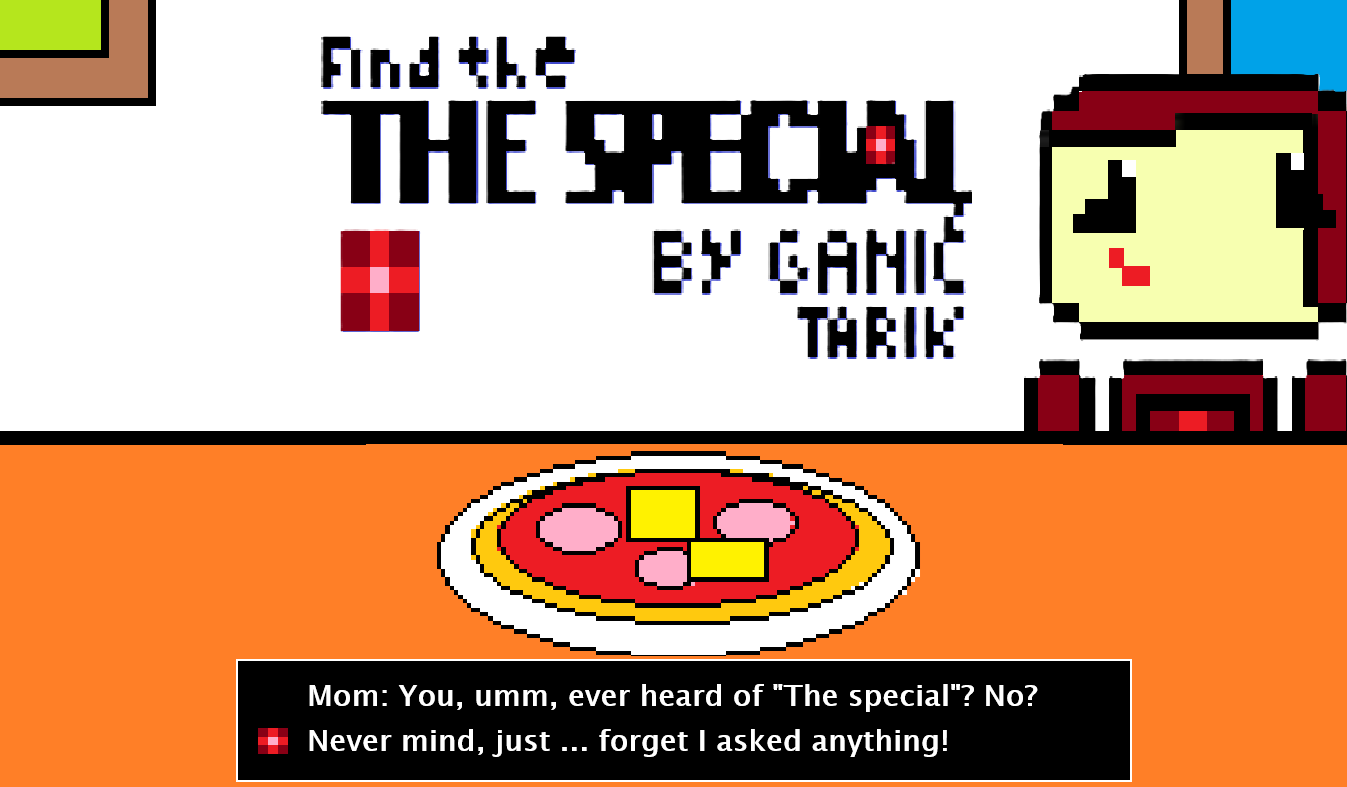 Find the
THE SPECIAL
BY GANIĆ
TARIK
Mom: You, umm, ever heard of "The special"? No?
Never mind, just ... forget I asked anything!